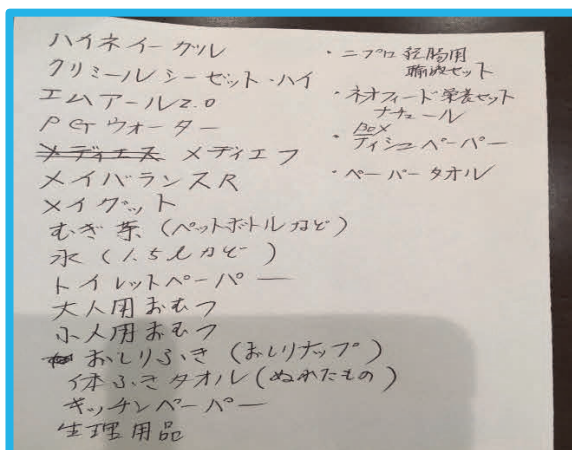 ハイネイーゲル
クリミール シーゼット・ハイ
エムアール2.0
PGウォーター
メディエス メディエフ
メイバランスR
メイグット
むぎ茶 (ペットボトルなど)
水 (1.5ℓなど)
トイレットペーパー
大人用おむつ
小人用おむつ
おしりふき (おしりナップ)
体ふきタオル (ぬれたもの)
キッチンペーパー
生理用品
・ニプロ 経腸用
輸液セット
・ネオフィード栄養セット
ナチュール
・BOX
ティシュペーパー
・ペーパータオル